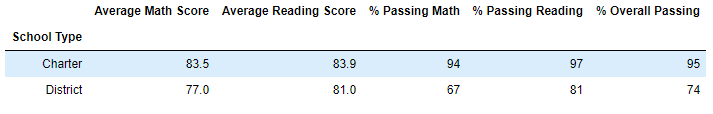 Average Math Score Average Reading Score % Passing Math % Passing Reading % Overall Passing
School Type
Charter 83.5 83.9 94 97 95
District 77.0 81.0 67 81 74